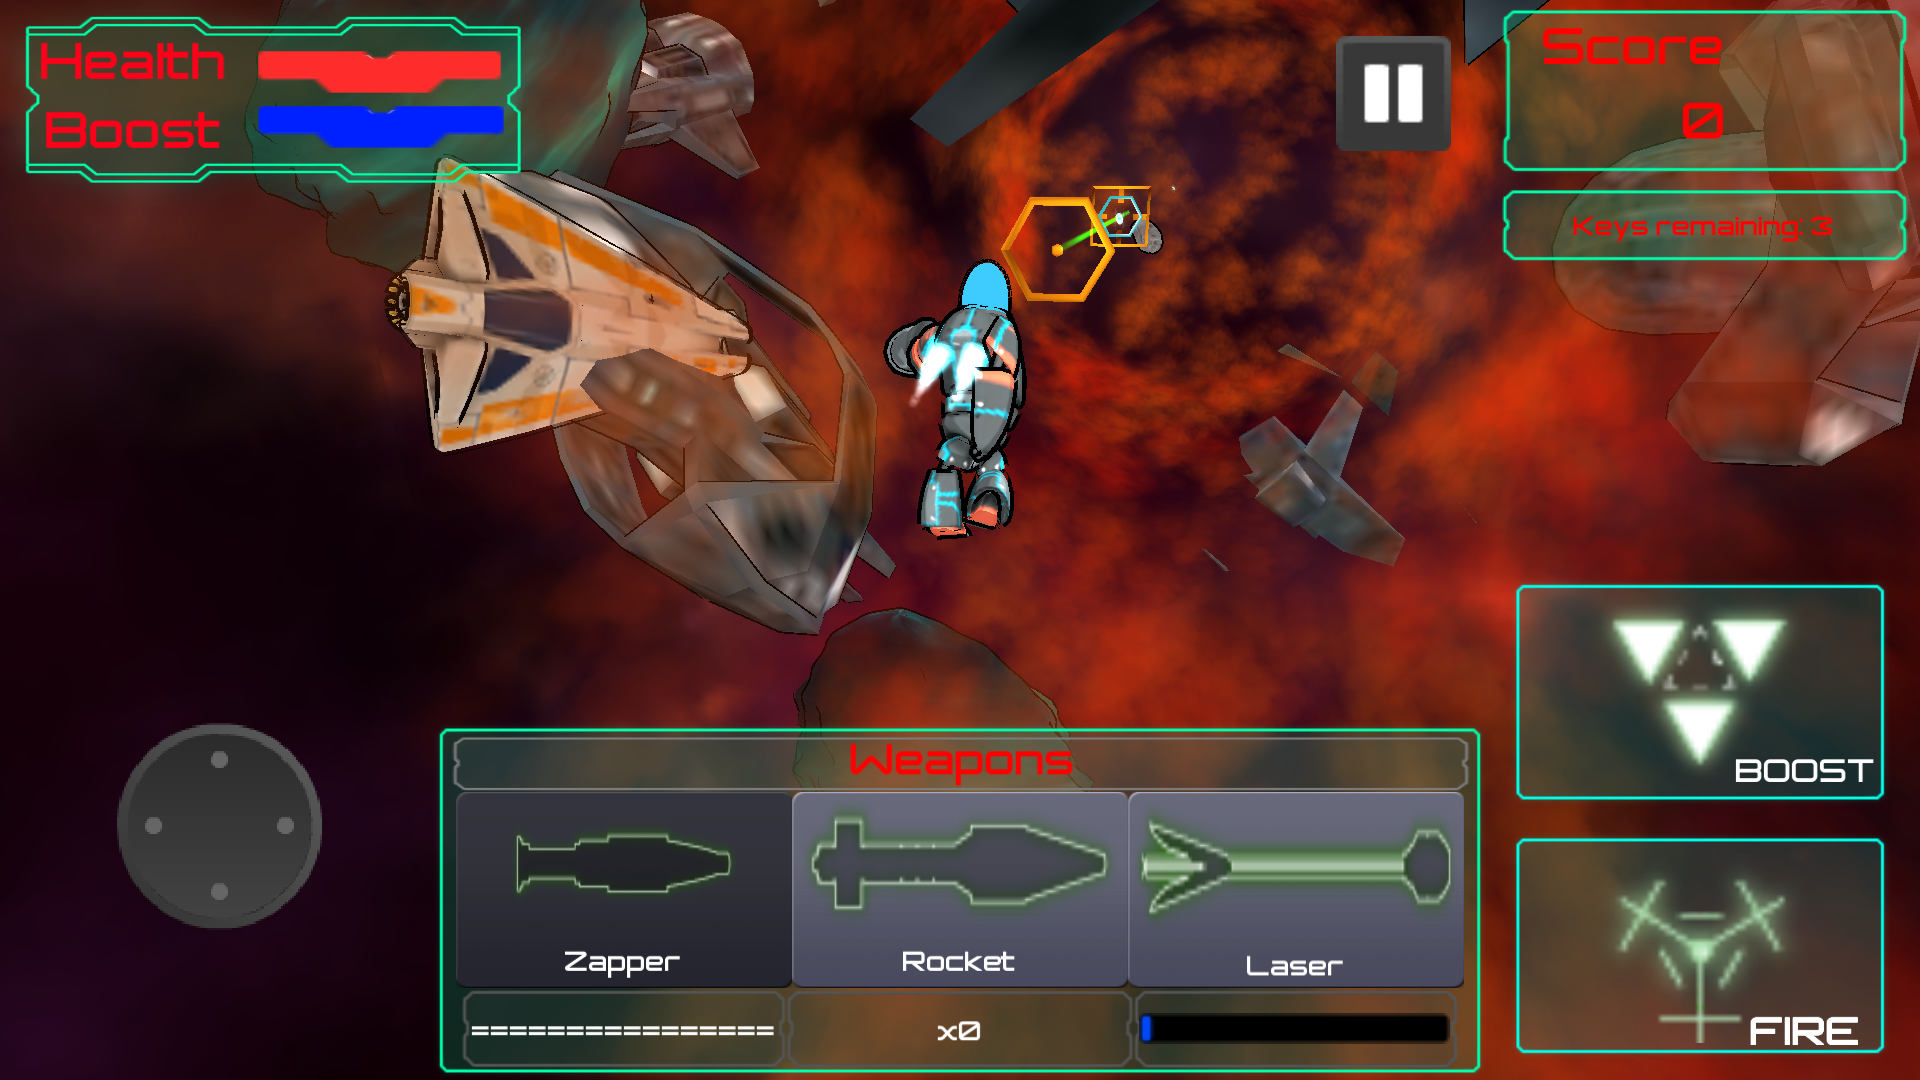 Health
Boost
Score
0
Keys remaining: 3
BOOST
Weapons
Zapper
Rocket
Laser
================
x0
FIRE